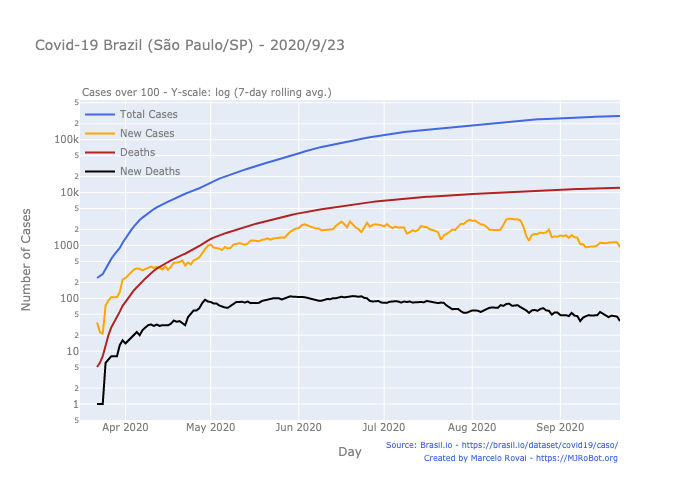 Covid-19 Brazil (São Paulo/SP) - 2020/9/23
Cases over 100 - Y-scale: log (7-day rolling avg.)
Total Cases
New Cases
Deaths
New Deaths
Number of Cases
5
2
100k
5
2
10k
5
2
1000
5
2
100
5
2
10
5
2
1
5
Apr 2020
May 2020
Jun 2020
Jul 2020
Aug 2020
Sep 2020
Day
Source: Brasil.io - https://brasil.io/dataset/covid19/caso/
Created by Marcelo Rovai - https://MJRoBot.org